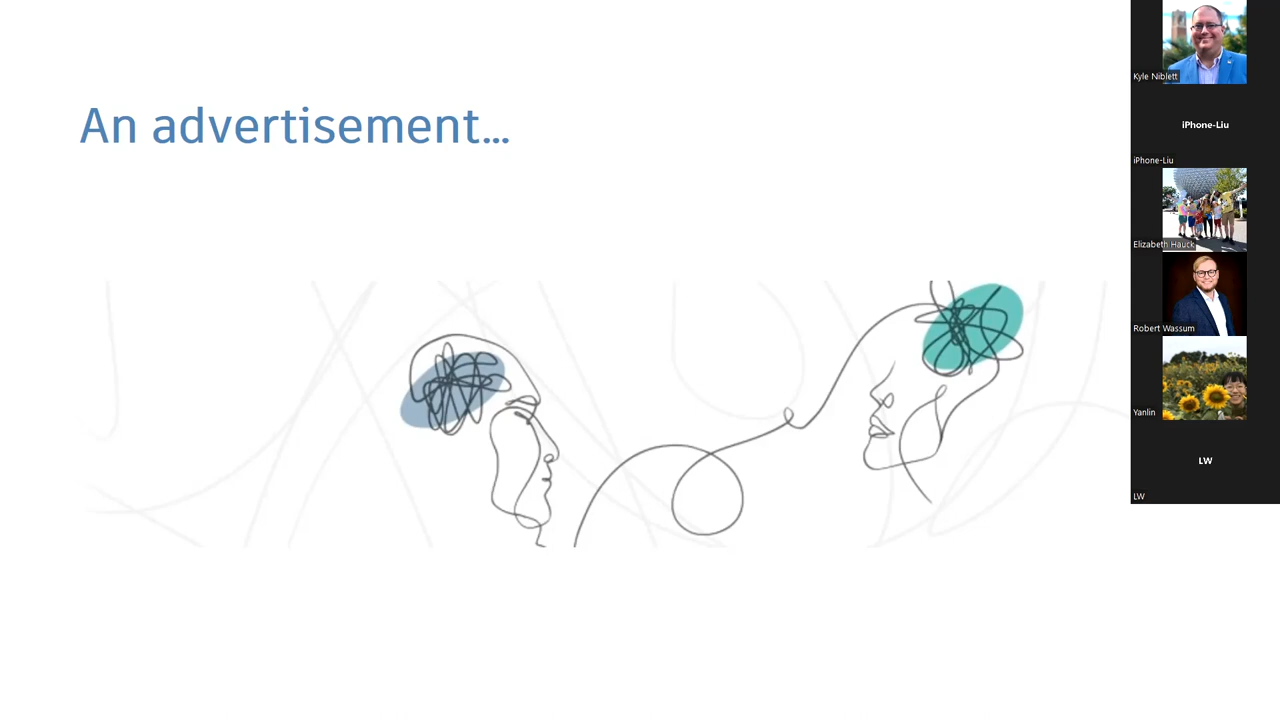 An advertisement...
Kyle Niblett
iPhone-Liu
iPhone-Liu
Elizabeth Hauck
Robert Wassum
Yanlin
LW
LW